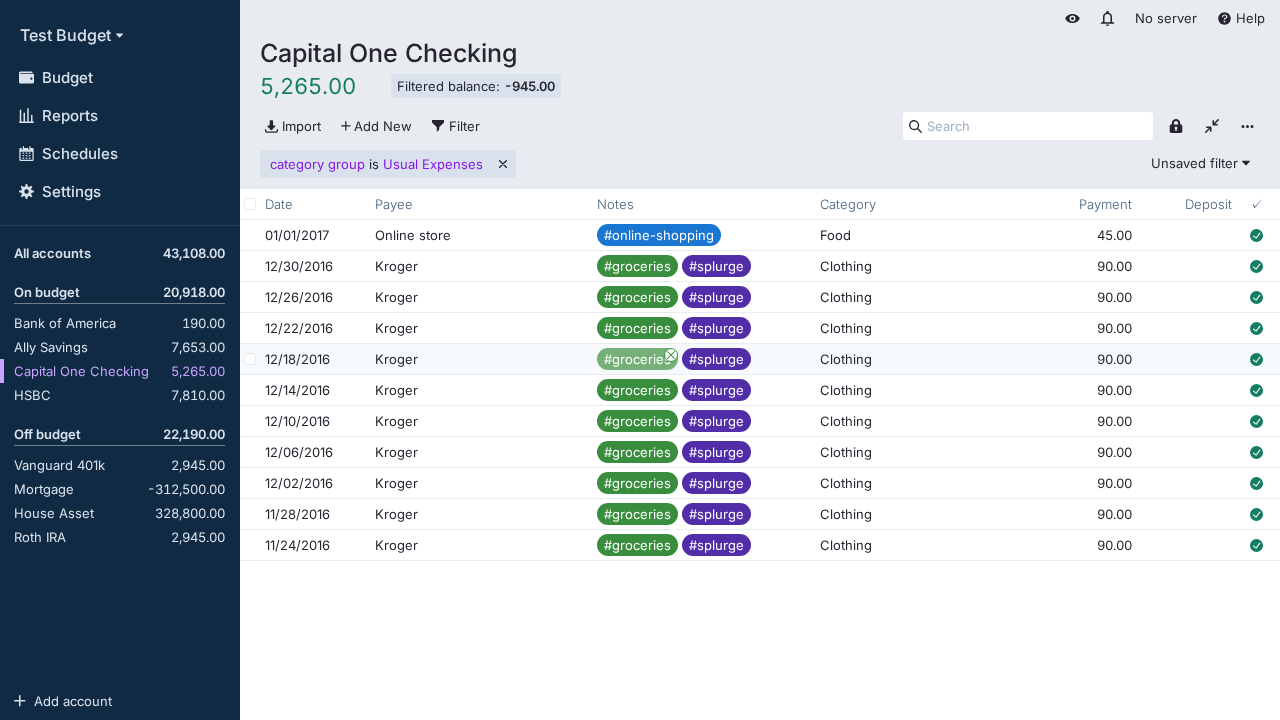 Test Budget
Budget
Reports
Schedules
Settings
All accounts 43,108.00
On budget 20,918.00
Bank of America 190.00
Ally Savings 7,653.00
Capital One Checking 5,265.00
HSBC 7,810.00
Off budget 22,190.00
Vanguard 401k 2,945.00
Mortgage -312,500.00
House Asset 328,800.00
Roth IRA 2,945.00
Add account
No server Help
Capital One Checking
5,265.00 Filtered balance: -945.00
Import Add New Filter Search
category group is Usual Expenses Unsaved filter
Date Payee Notes Category Payment Deposit ✓
01/01/2017 Online store #online-shopping Food 45.00
12/30/2016 Kroger #groceries #splurge Clothing 90.00
12/26/2016 Kroger #groceries #splurge Clothing 90.00
12/22/2016 Kroger #groceries #splurge Clothing 90.00
12/18/2016 Kroger #groceries #splurge Clothing 90.00
12/14/2016 Kroger #groceries #splurge Clothing 90.00
12/10/2016 Kroger #groceries #splurge Clothing 90.00
12/06/2016 Kroger #groceries #splurge Clothing 90.00
12/02/2016 Kroger #groceries #splurge Clothing 90.00
11/28/2016 Kroger #groceries #splurge Clothing 90.00
11/24/2016 Kroger #groceries #splurge Clothing 90.00